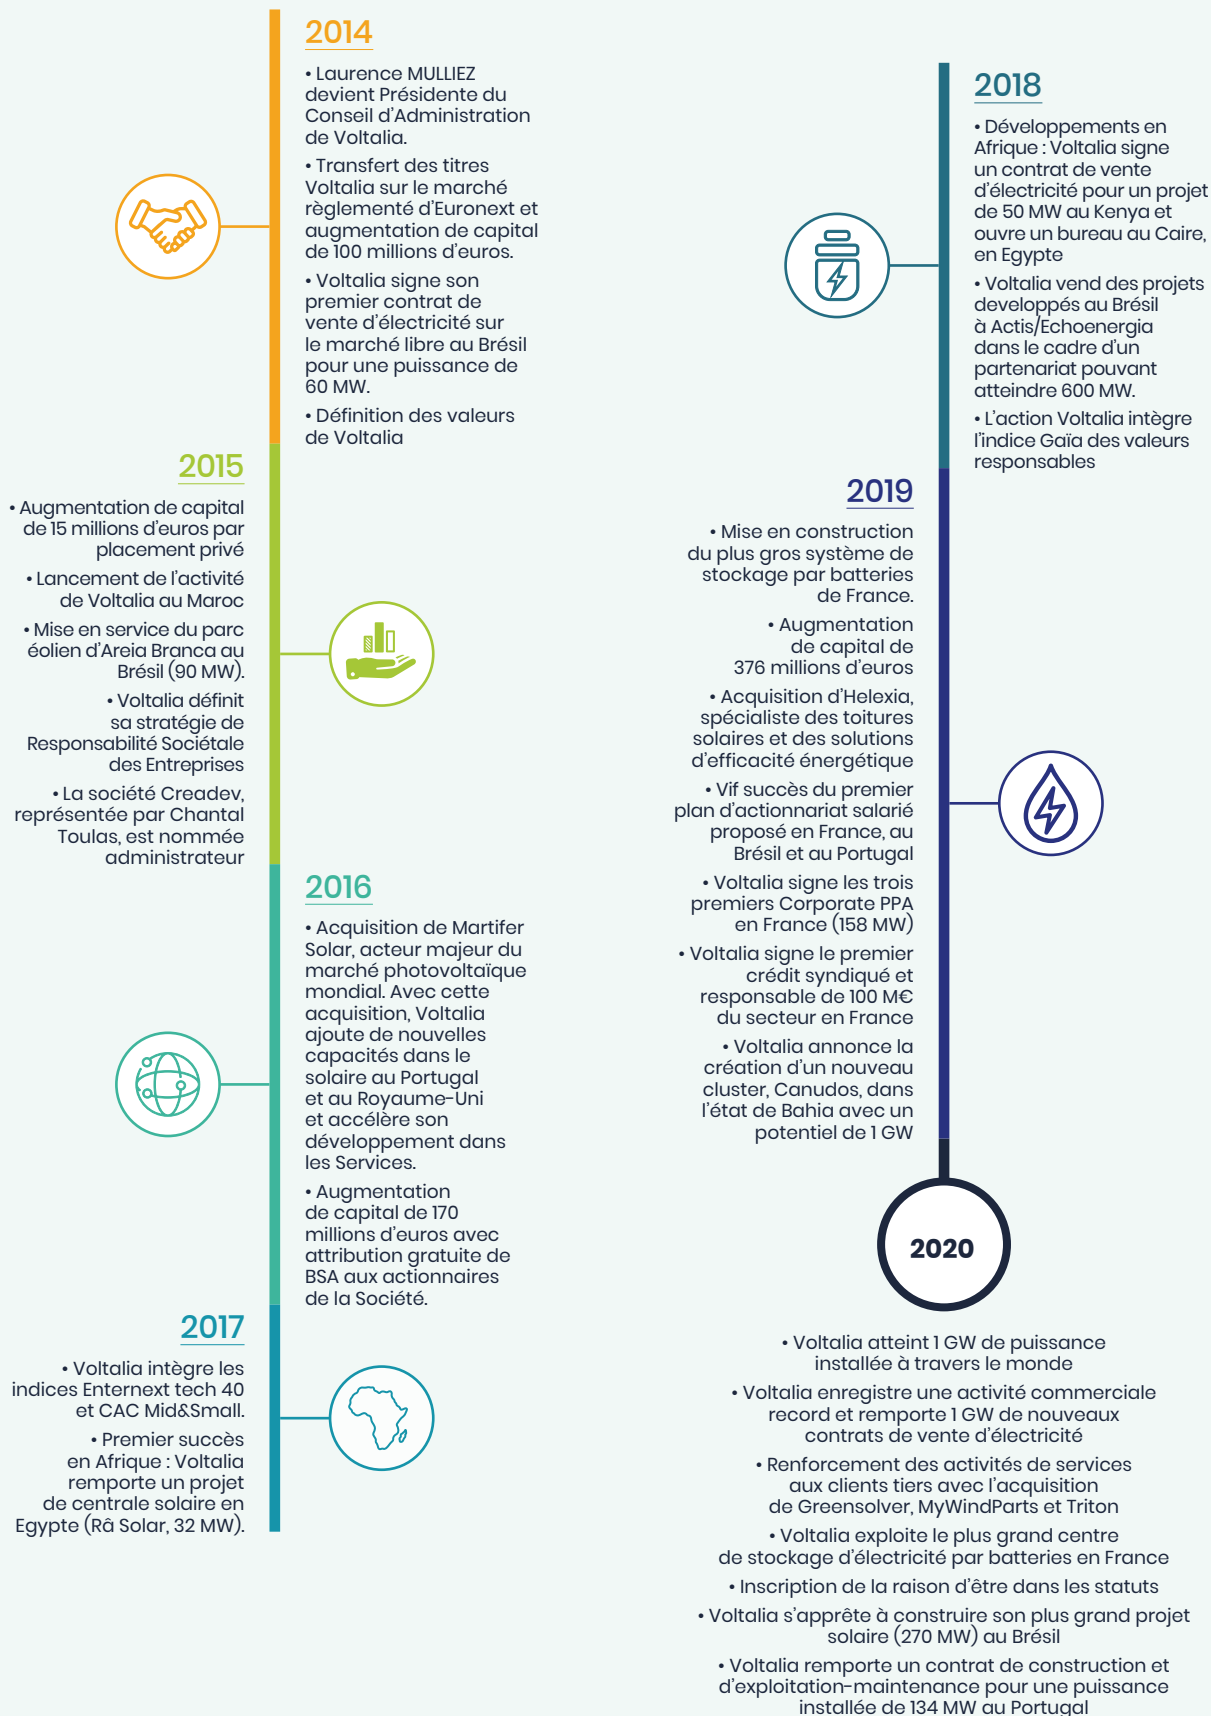 2014
• Laurence MULLIEZ
devient Présidente du
Conseil d'Administration
de Voltalia.
• Transfert des titres
Voltalia sur le marché
règlementé d'Euronext et
augmentation de capital
de 100 millions d'euros.
• Voltalia signe son
premier contrat de
vente d'électricité sur
le marché libre au Brésil
pour une puissance de
60 MW.
• Définition des valeurs
de Voltalia
2015
• Augmentation de capital
de 15 millions d'euros par
placement privé
• Lancement de l'activité
de Voltalia au Maroc
• Mise en service du parc
éolien d'Areia Branca au
Brésil (90 MW).
• Voltalia définit
sa stratégie de
Responsabilité Sociétale
des Entreprises
• La société Creadev,
représentée par Chantal
Toulas, est nommée
administrateur
2016
• Acquisition de Martifer
Solar, acteur majeur du
marché photovoltaïque
mondial. Avec cette
acquisition, Voltalia
ajoute de nouvelles
capacités dans le
solaire au Portugal
et au Royaume-Uni
et accélère son
développement dans
les Services.
• Augmentation
de capital de 170
millions d'euros avec
attribution gratuite de
BSA aux actionnaires
de la Société.
2017
• Voltalia intègre les
indices Enternext tech 40
et CAC Mid&Small.
• Premier succès
en Afrique : Voltalia
remporte un projet
de centrale solaire en
Egypte (Râ Solar, 32 MW).
2018
• Développements en
Afrique : Voltalia signe
un contrat de vente
d'électricité pour un projet
de 50 MW au Kenya et
ouvre un bureau au Caire,
en Egypte
• Voltalia vend des projets
developpés au Brésil
à Actis/Echoenergia
dans le cadre d'un
partenariat pouvant
atteindre 600 MW.
• L'action Voltalia intègre
l'indice Gaïa des valeurs
responsables
2019
• Mise en construction
du plus gros système de
stockage par batteries
de France.
• Augmentation
de capital de
376 millions d'euros
• Acquisition d'Helexia,
spécialiste des toitures
solaires et des solutions
d'efficacité énergétique
• Vif succès du premier
plan d'actionnariat salarié
proposé en France, au
Brésil et au Portugal
• Voltalia signe les trois
premiers Corporate PPA
en France (158 MW)
• Voltalia signe le premier
crédit syndiqué et
responsable de 100 M€
du secteur en France
• Voltalia annonce la
création d'un nouveau
cluster, Canudos, dans
l'état de Bahia avec un
potentiel de 1 GW
2020
• Voltalia atteint 1 GW de puissance
installée à travers le monde
• Voltalia enregistre une activité commerciale
record et remporte 1 GW de nouveaux
contrats de vente d'électricité
• Renforcement des activités de services
aux clients tiers avec l'acquisition
de Greensolver, MyWindParts et Triton
• Voltalia exploite le plus grand centre
de stockage d'électricité par batteries en France
• Inscription de la raison d'être dans les statuts
• Voltalia s'apprête à construire son plus grand projet
solaire (270 MW) au Brésil
• Voltalia remporte un contrat de construction et
d'exploitation-maintenance pour une puissance
installée de 134 MW au Portugal